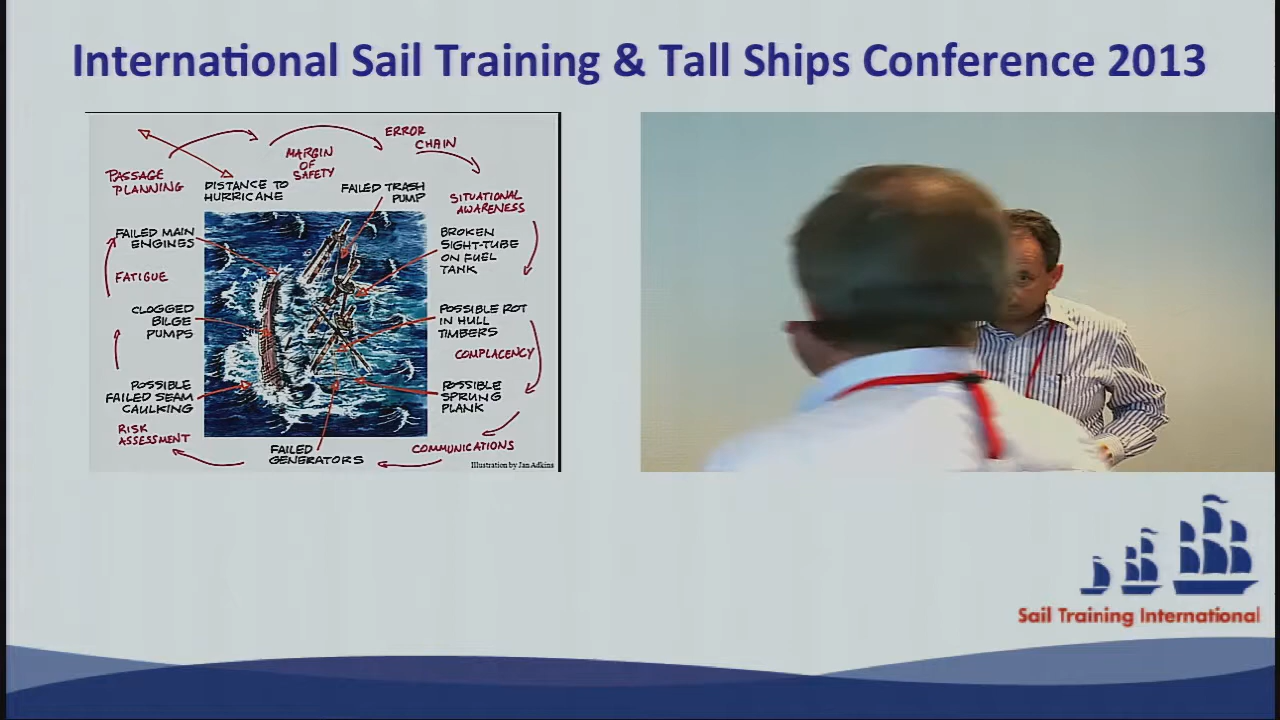 International Sail Training & Tall Ships Conference 2013
ERROR
CHAIN
MARGIN
OF
SAFETY
PASSAGE
PLANNING
DISTANCE TO
HURRICANE
FAILED TRASH
PUMP
SITUATIONAL
AWARENESS
FAILED MAIN
ENGINES
BROKEN
SIGHT-TUBE
ON FUEL
TANK
FATIGUE
CLOGGED
BILGE
PUMPS
POSSIBLE ROT
IN HULL
TIMBERS
COMPLACENCY
POSSIBLE
FAILED SEAM
CAULKING
POSSIBLE
SPRUNG
PLANK
RISK
ASSESSMENT
FAILED
GENERATORS
COMMUNICATIONS
Illustration by Jan Adkins
Sail Training International